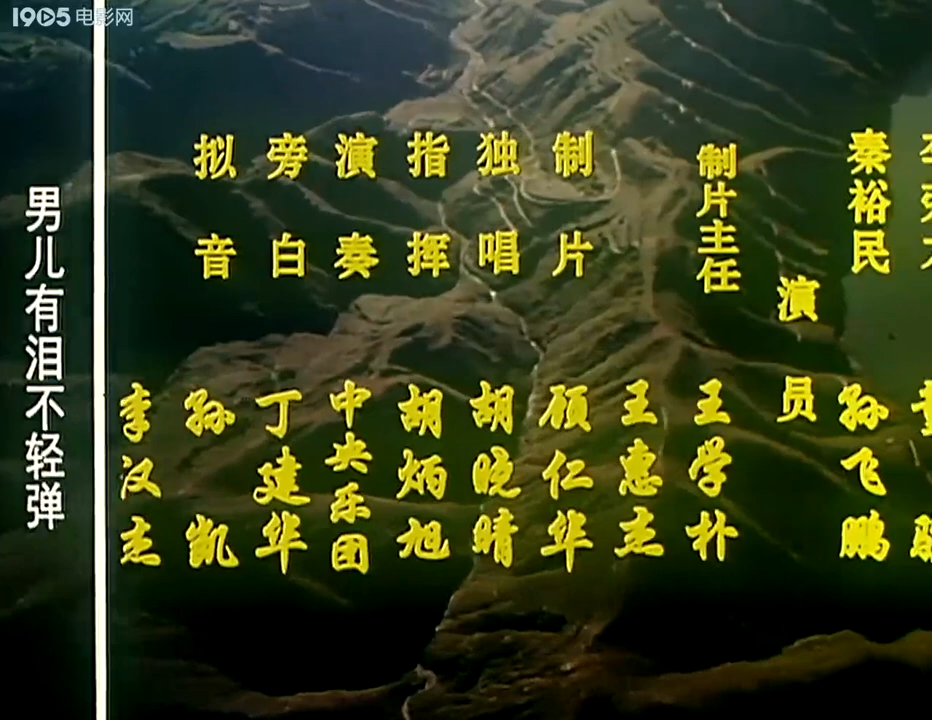 1905电影网
男儿有泪不轻弹
拟音 李汉杰
孙凯
旁白 丁建华
演奏 中央乐团
指挥 胡炳旭
独唱 胡晓晴
制片 顾仁华
王惠杰
制片主任 王学朴
演员
秦裕民
孙飞鹏